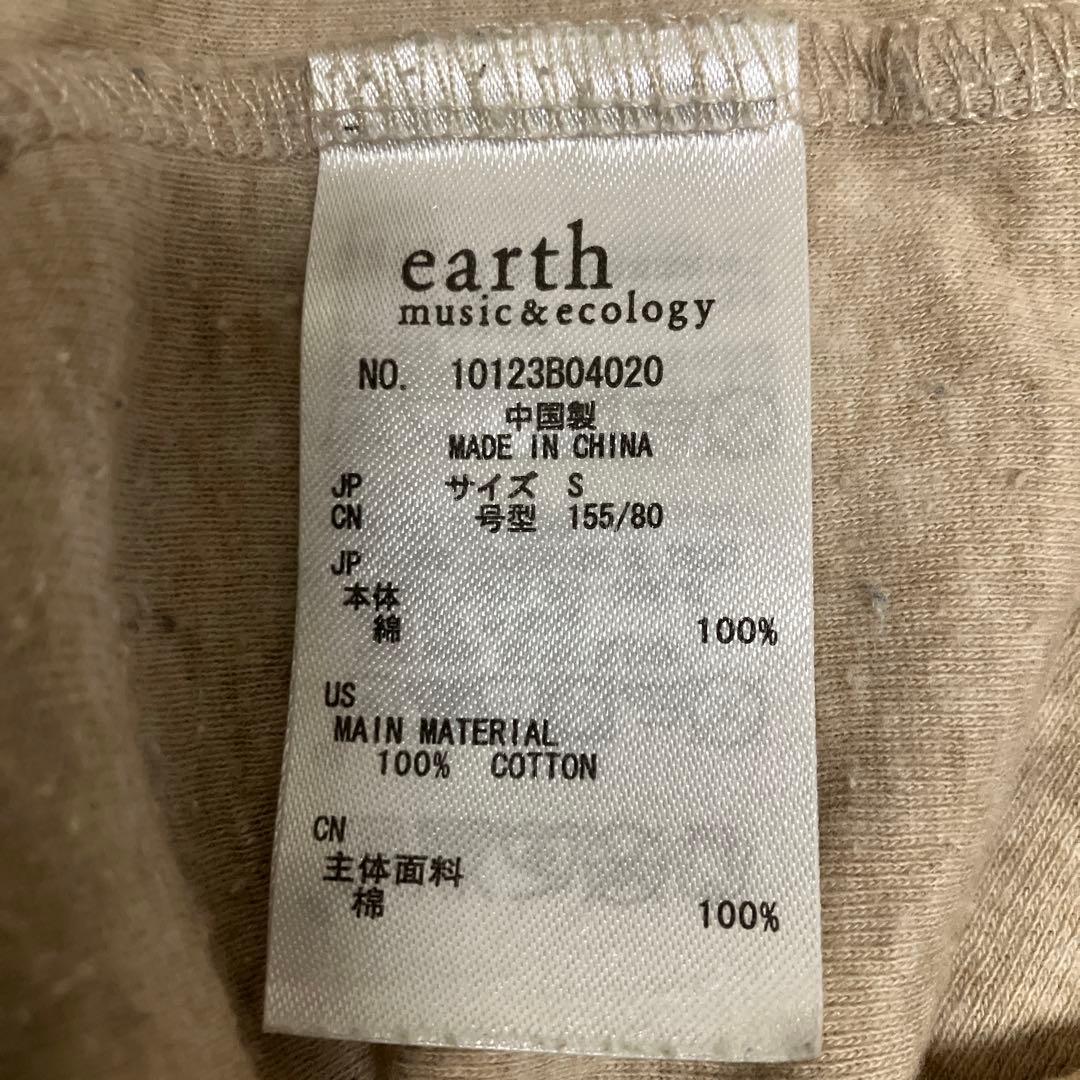 earth
music&ecology
NO. 10123B04020
中国製
MADE IN CHINA
JP サイズ S
CN 号型 155/80
JP
本体
綿 100%
US
MAIN MATERIAL
100% COTTON
CN
主体面料
棉 100%